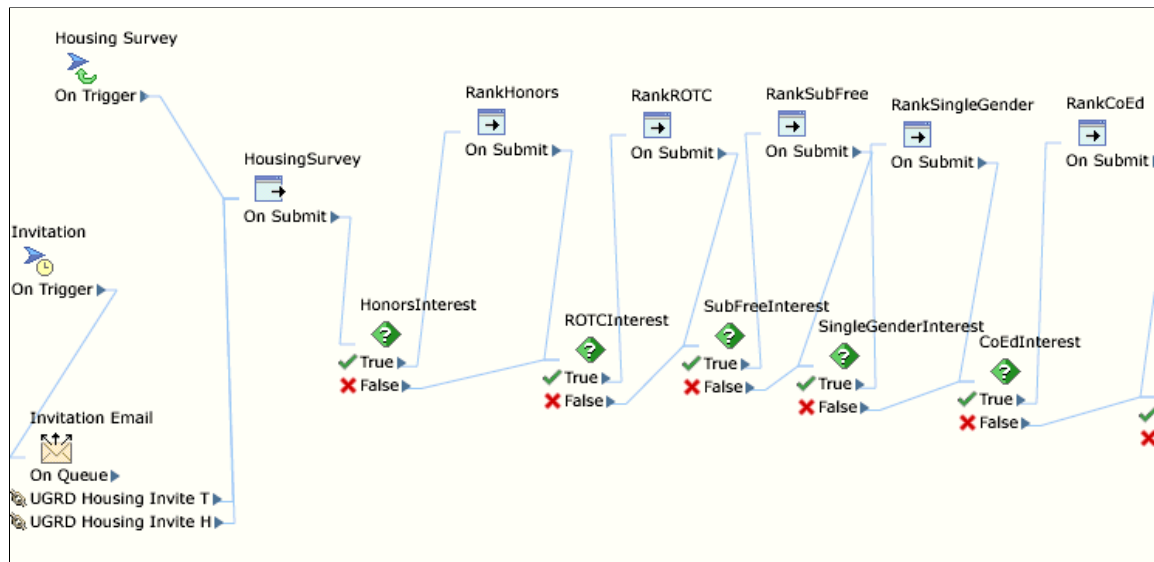 Housing Survey
On Trigger
RankHonors
On Submit
RankROTC
On Submit
RankSubFree
On Submit
RankSingleGender
On Submit
RankCoEd
On Submit
HousingSurvey
On Submit
Invitation
On Trigger
HonorsInterest
True
False
ROTCInterest
True
False
SubFreeInterest
True
False
SingleGenderInterest
True
False
CoEdInterest
True
False
Invitation Email
On Queue
UGRD Housing Invite T
UGRD Housing Invite H